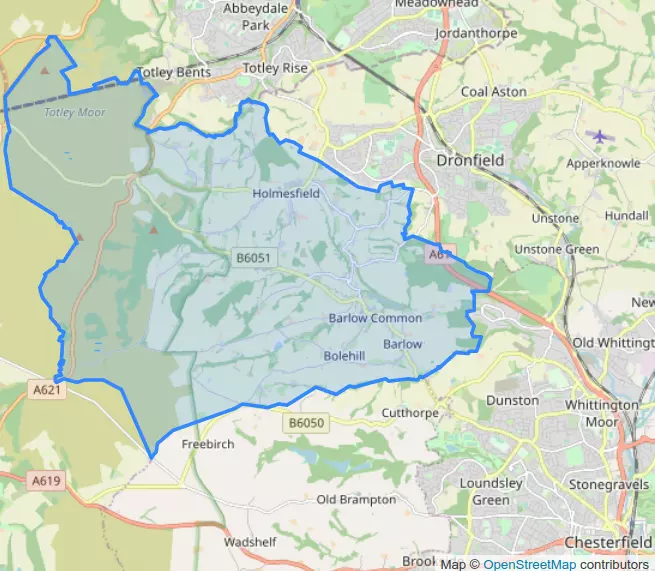 Abbeydale
Park
Meadowhead
Jordanthorpe
Totley Bents
Totley Rise
Coal Aston
Totley Moor
Dronfield
Apperknowle
Holmesfield
Unstone
Hundall
Unstone Green
A61
B6051
Barlow Common
Barlow
Bolehill
Old Whittingt
A621
Dunston
Whittington
Moor
Cutthorpe
B6050
Freebirch
A619
Loundsley
Green
Stonegravels
Old Brampton
Wadshelf
Chesterfield
Brook
Map © OpenStreetMap contributors